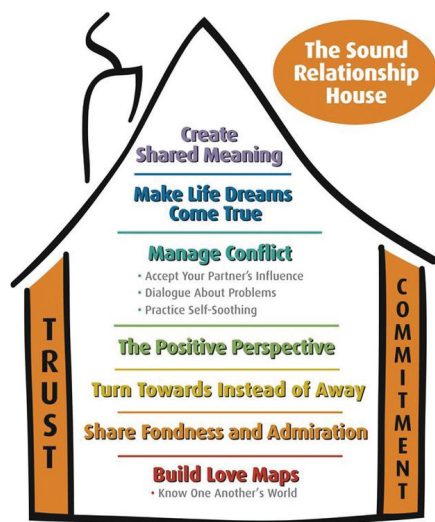 The Sound
Relationship
House
Create
Shared Meaning
Make Life Dreams
Come True
Manage Conflict
• Accept Your Partner's Influence
• Dialogue About Problems
• Practice Self-Soothing
The Positive Perspective
Turn Towards Instead of Away
Share Fondness and Admiration
Build Love Maps
• Know One Another's World
TRUST
COMMITMENT